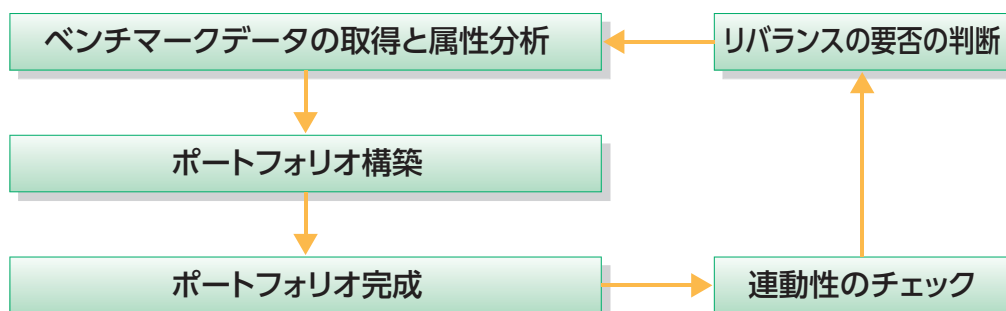 ベンチマークデータの取得と属性分析
リバランスの要否の判断
ポートフォリオ構築
ポートフォリオ完成
連動性のチェック